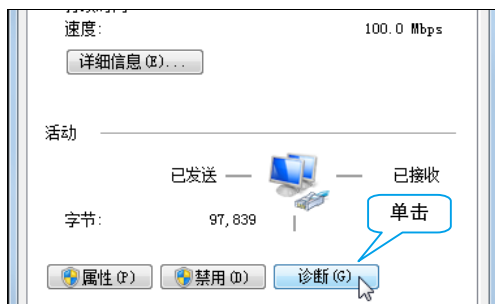 速度: 100.0 Mbps
详细信息(E)...
活动
已发送 — — 已接收
字节: 97,839
单击
属性(P) 禁用(D) 诊断(G)